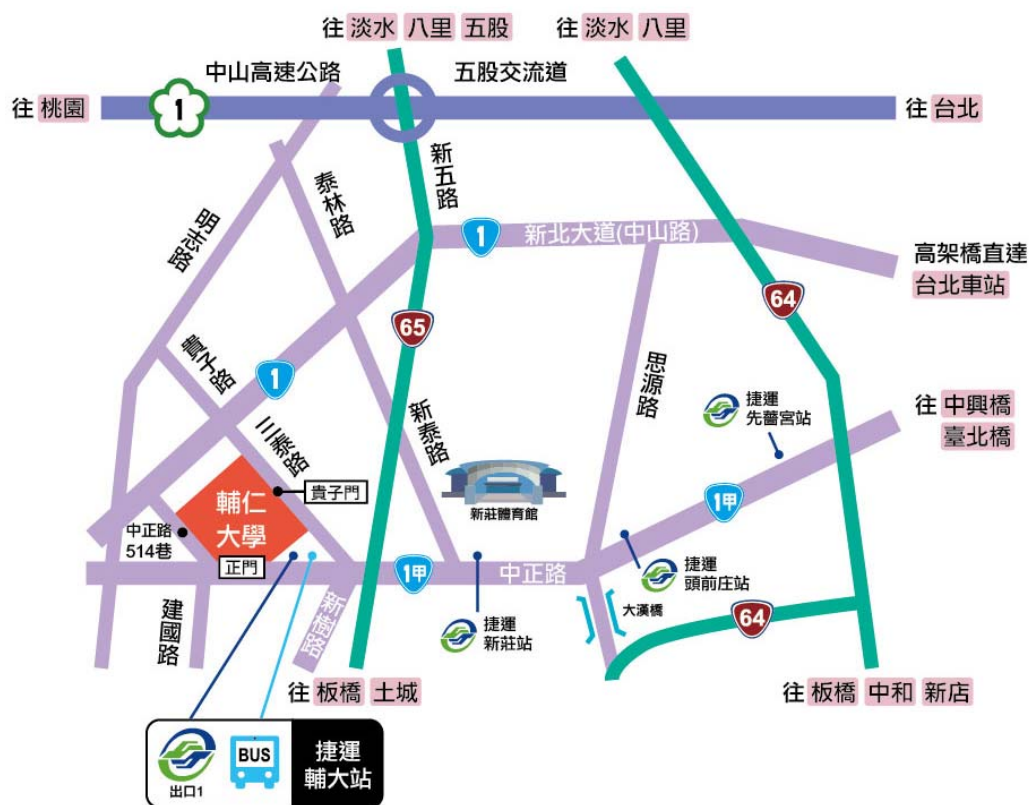 往 淡水 八里 五股
往 淡水 八里
中山高速公路
五股交流道
往 桃園
1
往 台北
新五路
泰林路
明志路
1
新北大道(中山路)
高架橋直達
台北車站
64
65
貴子路
1
思源路
捷運
先嗇宮站
往 中興橋
臺北橋
三泰路
新泰路
貴子門
輔仁
大學
新莊體育館
1甲
中正路
514巷
正門
1甲
中正路
捷運
頭前庄站
大漢橋
64
建國路
新樹路
捷運
新莊站
往 板橋 土城
往 板橋 中和 新店
BUS
出口1
捷運
輔大站